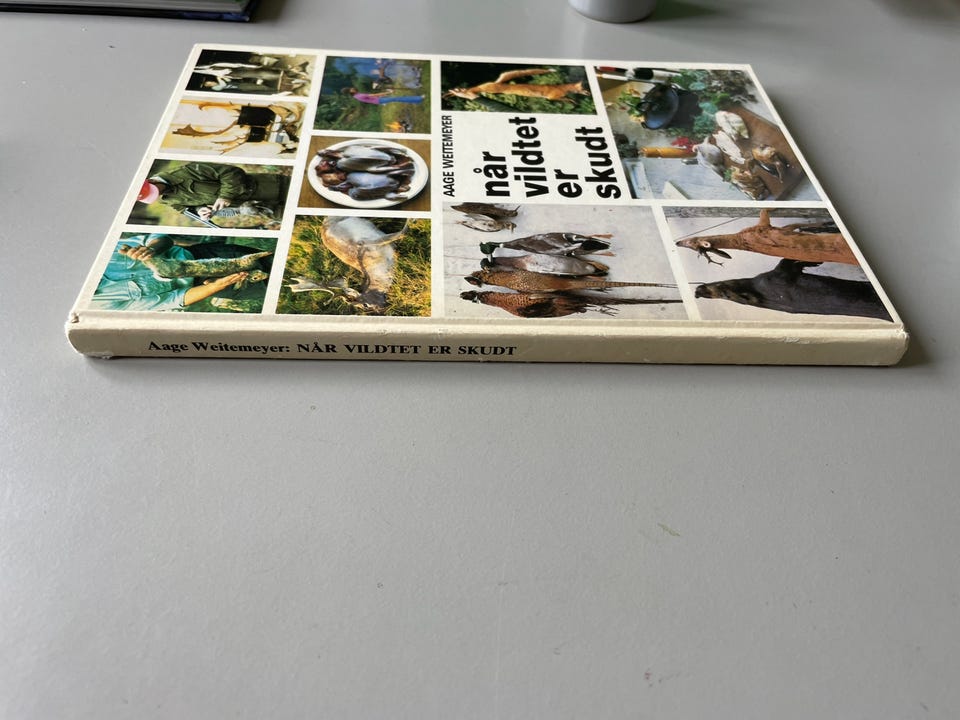 AAGE WEITEMEYER
når
vildtet
er
skudt
Aage Weitemeyer: NÅR VILDTET ER SKUDT